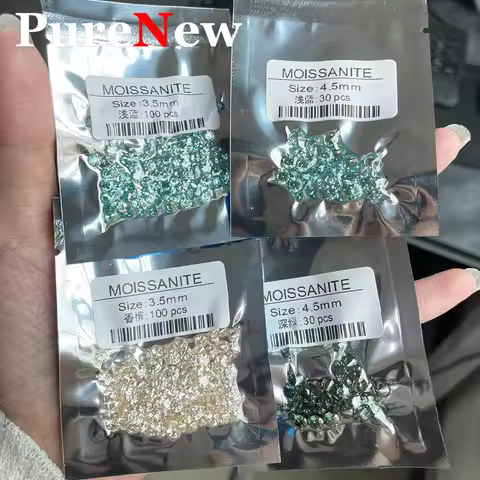 PureNew
MOISSANITE
Size: 3.5mm
浅蓝: 100 pcs
MOISSANITE
Size: 4.5mm
浅蓝: 30 pcs
MOISSANITE
Size: 3.5mm
香槟: 100 pcs
MOISSANITE
Size: 4.5mm
深绿: 30 pcs